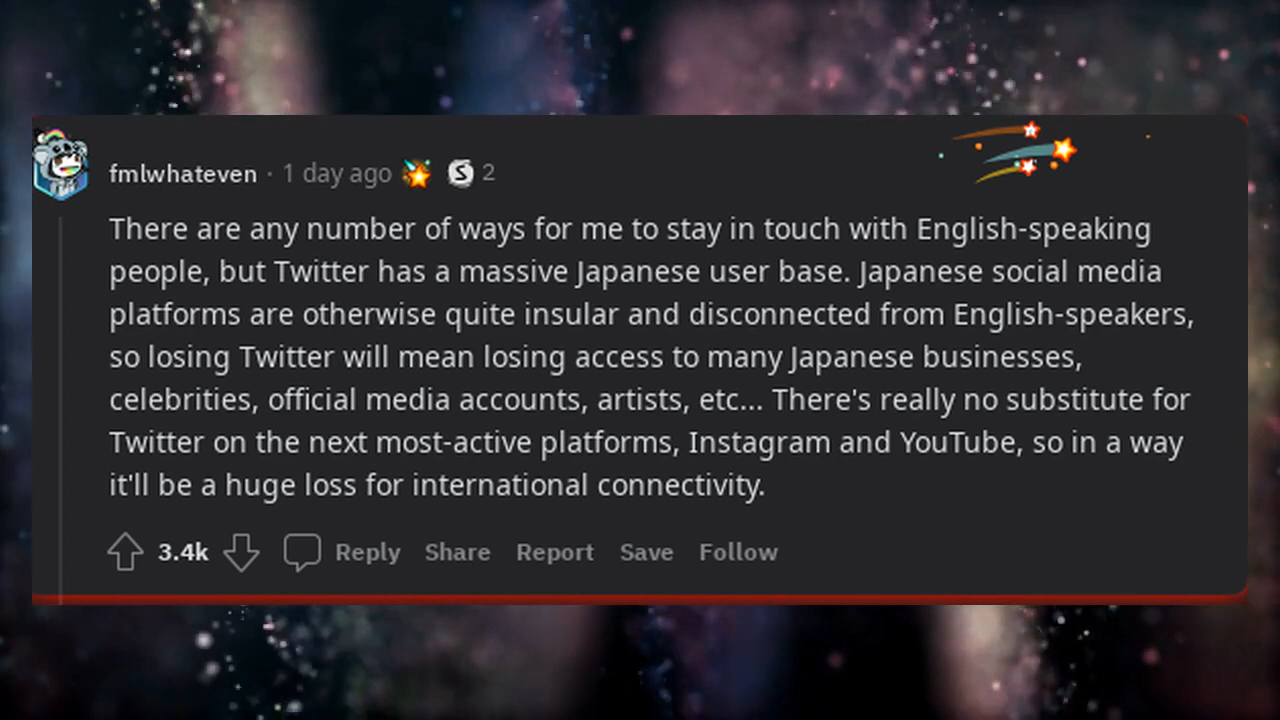 fmlwhateven · 1 day ago S 2
There are any number of ways for me to stay in touch with English-speaking
people, but Twitter has a massive Japanese user base. Japanese social media
platforms are otherwise quite insular and disconnected from English-speakers,
so losing Twitter will mean losing access to many Japanese businesses,
celebrities, official media accounts, artists, etc... There's really no substitute for
Twitter on the next most-active platforms, Instagram and YouTube, so in a way
it'll be a huge loss for international connectivity.
3.4k Reply Share Report Save Follow